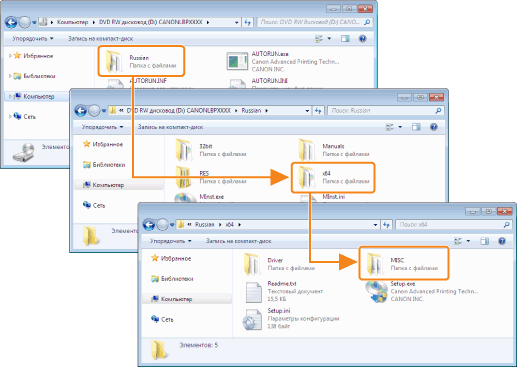 Компьютер ▸ DVD RW дисковод (D:) CANONLBPXXXX ▸
Поиск: DVD RW дисковод (D:) CANO...
Упорядочить ▾ Запись на компакт-диск
Избранное
Библиотеки
Компьютер
Сеть
Russian
Папка с файлами
AUTORUN.exe
Canon Advanced Printing Techn...
CANON INC.
AUTORUN.INF
AUTORUN.INI
Элементов:
« DVD RW дисковод (D:) CANONLBPXXXX ▸ Russian ▸
Поиск: Russian
Упорядочить ▾ Запись на компакт-диск
Избранное
Библиотеки
Компьютер
Сеть
32bit
Папка с файлами
Manuals
Папка с файлами
RES
Папка с файлами
x64
Папка с файлами
MInst.exe
MInst.ini
Элементов:
« Russian ▸ x64 ▸
Поиск: x64
Упорядочить ▾ Запись на компакт-диск
Избранное
Библиотеки
Компьютер
Сеть
Driver
Папка с файлами
MISC
Папка с файлами
Readme.txt
Текстовый документ
15,5 КБ
Setup.exe
Canon Advanced Printing Techn...
CANON INC.
Setup.ini
Параметры конфигурации
138 байт
Элементов: 5